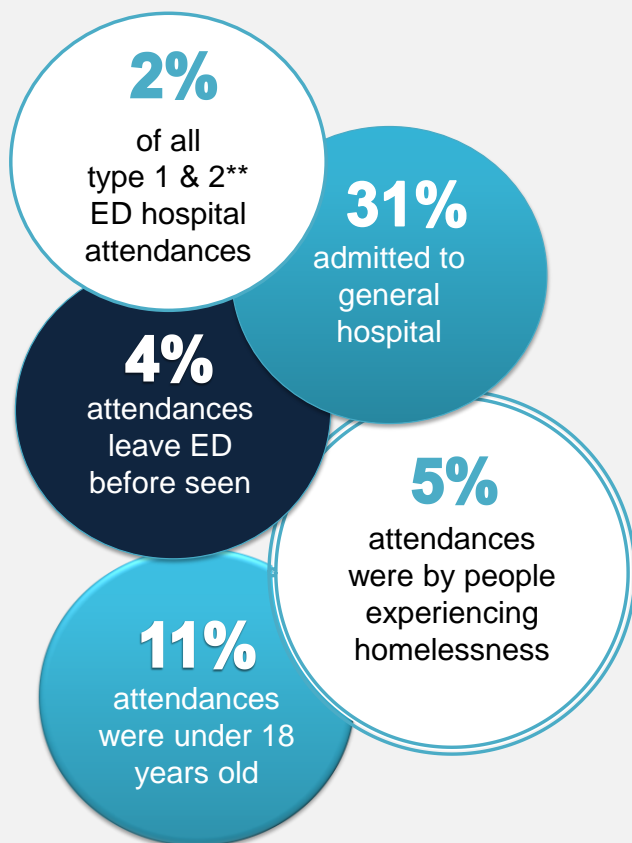 2%
of all
type 1 & 2**
ED hospital
attendances
31%
admitted to
general
hospital
4%
attendances
leave ED
before seen
5%
attendances
were by people
experiencing
homelessness
11%
attendances
were under 18
years old